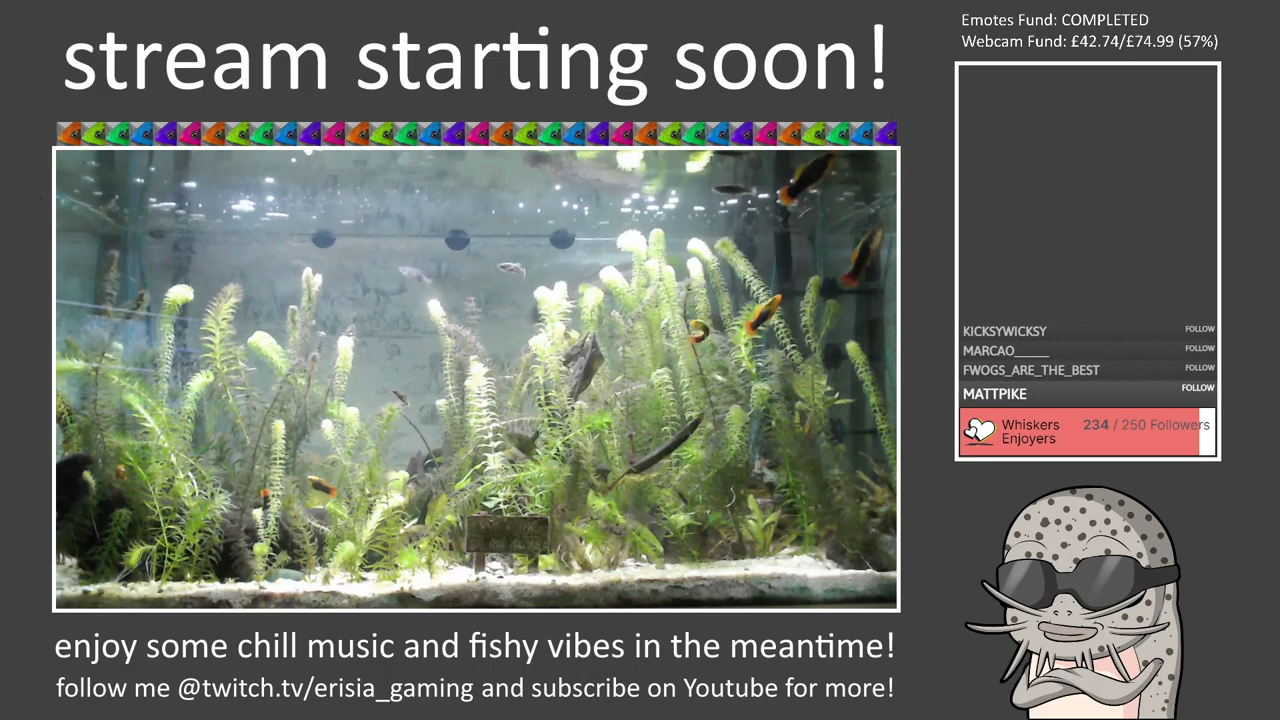 stream starting soon!
Emotes Fund: COMPLETED
Webcam Fund: £42.74/£74.99 (57%)
KICKSYWICKSY FOLLOW
MARCAO______ FOLLOW
FWOGS_ARE_THE_BEST FOLLOW
MATTPIKE FOLLOW
Whiskers Enjoyers
234 / 250 Followers
enjoy some chill music and fishy vibes in the meantime!
follow me @twitch.tv/erisia_gaming and subscribe on Youtube for more!